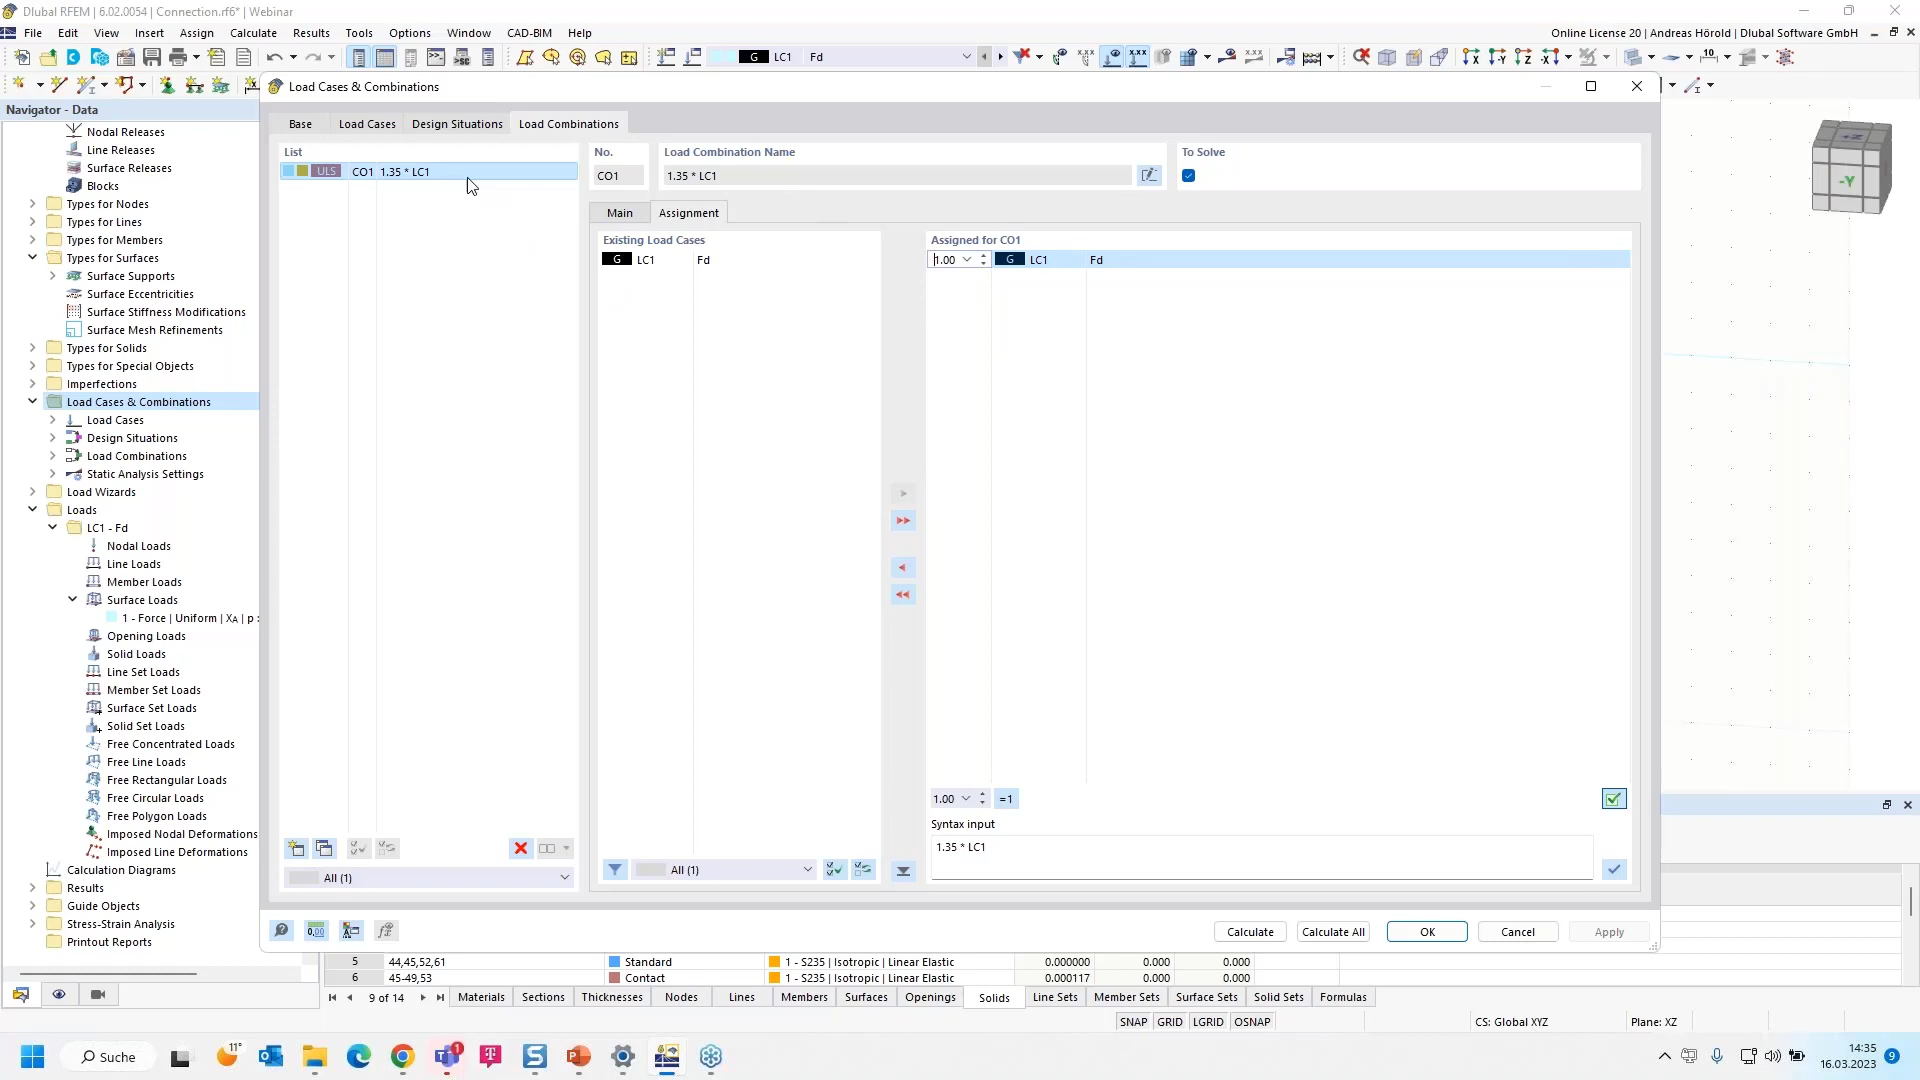 Dlubal RFEM | 6.02.0054 | Connection.rf6* | Webinar
File Edit View Insert Assign Calculate Results Tools Options Window CAD-BIM Help
Online License 20 | Andreas Hörold | Dlubal Software GmbH
G LC1 Fd
Navigator - Data
Nodal Releases
Line Releases
Surface Releases
Blocks
Types for Nodes
Types for Lines
Types for Members
Types for Surfaces
Surface Supports
Surface Eccentricities
Surface Stiffness Modifications
Surface Mesh Refinements
Types for Solids
Types for Special Objects
Imperfections
Load Cases & Combinations
Load Cases
Design Situations
Load Combinations
Static Analysis Settings
Load Wizards
Loads
LC1 - Fd
Nodal Loads
Line Loads
Member Loads
Surface Loads
1 - Force | Uniform | XA | p :
Opening Loads
Solid Loads
Line Set Loads
Member Set Loads
Surface Set Loads
Solid Set Loads
Free Concentrated Loads
Free Line Loads
Free Rectangular Loads
Free Circular Loads
Free Polygon Loads
Imposed Nodal Deformations
Imposed Line Deformations
Calculation Diagrams
Results
Guide Objects
Stress-Strain Analysis
Printout Reports
Load Cases & Combinations
Base Load Cases Design Situations Load Combinations
List
ULS CO1 1.35 * LC1
All (1)
No.
CO1
Load Combination Name
1.35 * LC1
To Solve
Main Assignment
Existing Load Cases
G LC1 Fd
All (1)
Assigned for CO1
1.00 G LC1 Fd
1.00 =1
Syntax input
1.35 * LC1
Calculate Calculate All OK Cancel Apply
-Y
5 44,45,52,61 Standard 1 - S235 | Isotropic | Linear Elastic 0.000000 0.000 0.000
6 45-49,53 Contact 1 - S235 | Isotropic | Linear Elastic 0.000117 0.000 0.000
9 of 14 Materials Sections Thicknesses Nodes Lines Members Surfaces Openings Solids Line Sets Member Sets Surface Sets Solid Sets Formulas
SNAP GRID LGRID OSNAP CS: Global XYZ Plane: XZ
Suche 11° 1
14:35
16.03.2023
9